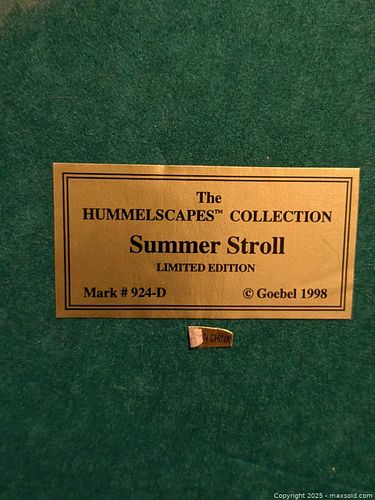 The
HUMMELSCAPES™ COLLECTION
Summer Stroll
LIMITED EDITION
Mark # 924-D © Goebel 1998
CHINA
Copyright 2025 - maxsold.com